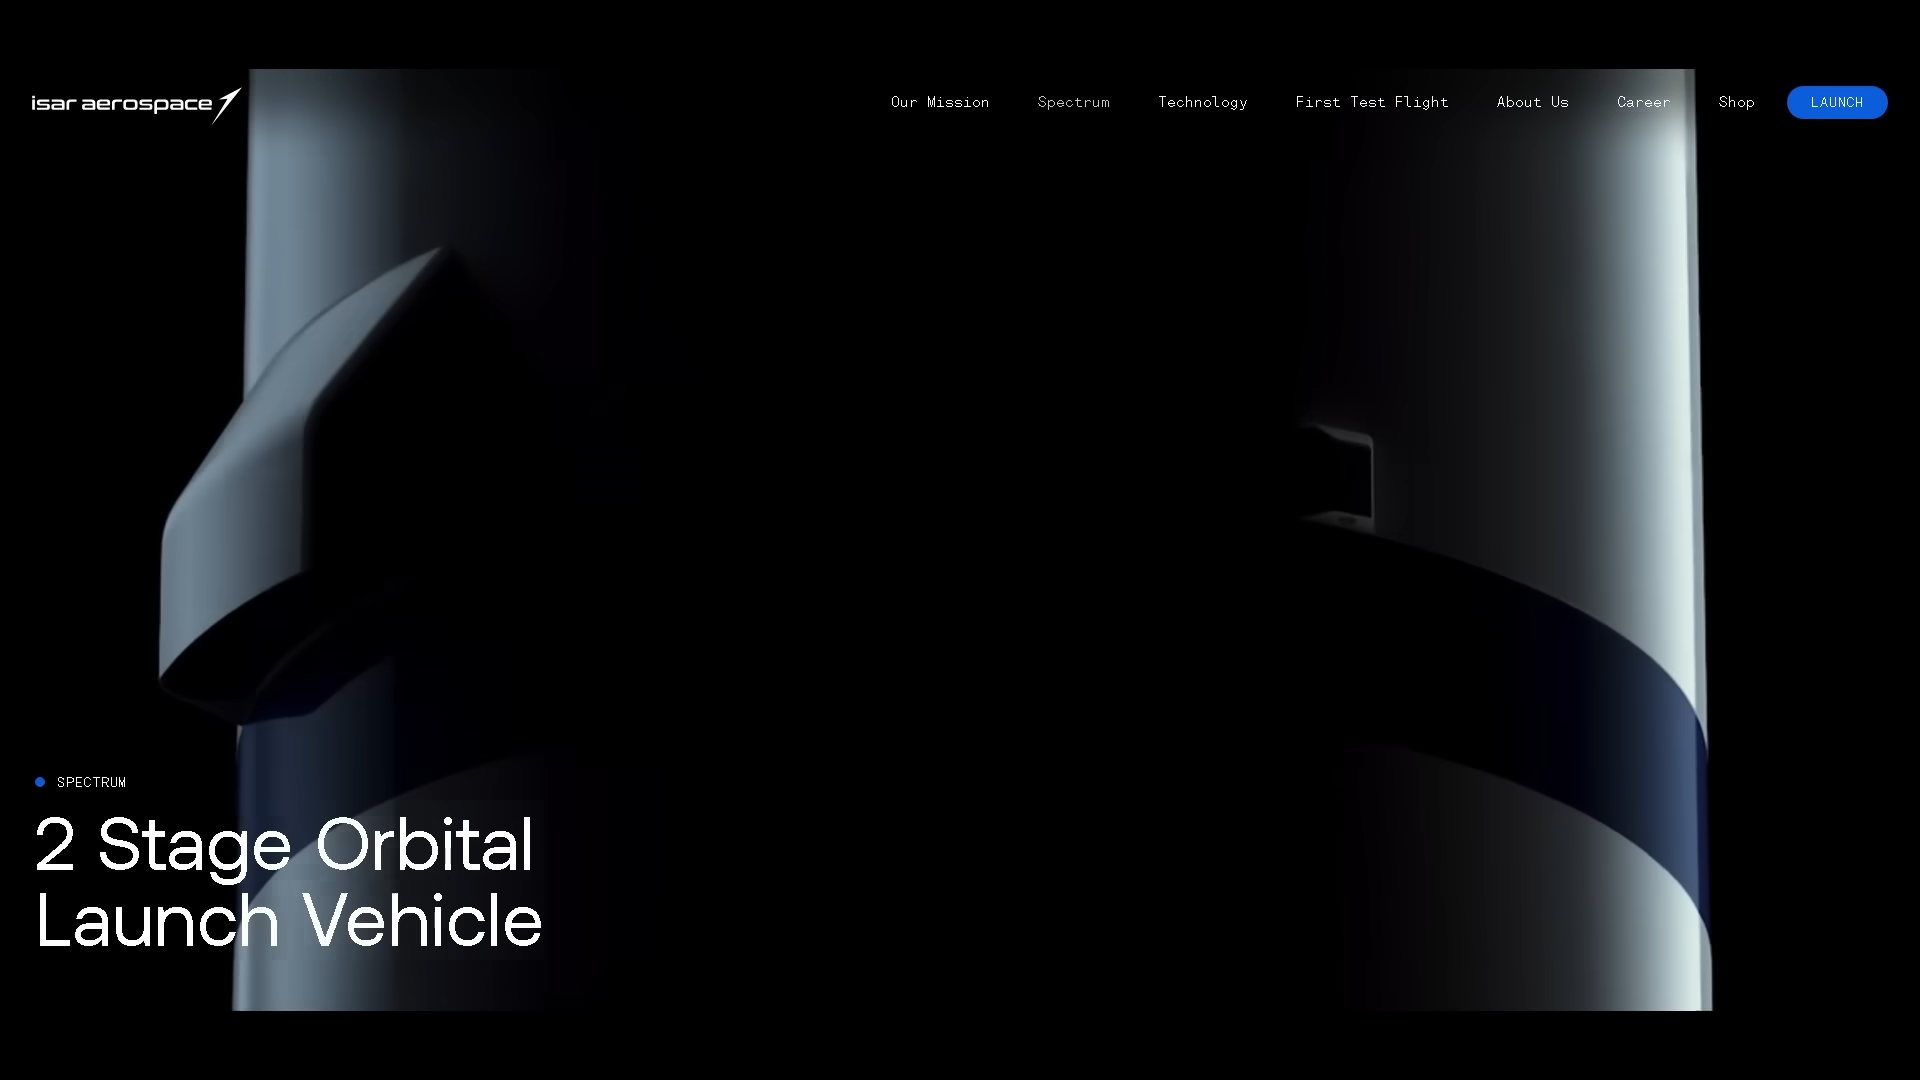 isar aerospace
Our Mission
Spectrum
Technology
First Test Flight
About Us
Career
Shop
LAUNCH
SPECTRUM
2 Stage Orbital
Launch Vehicle